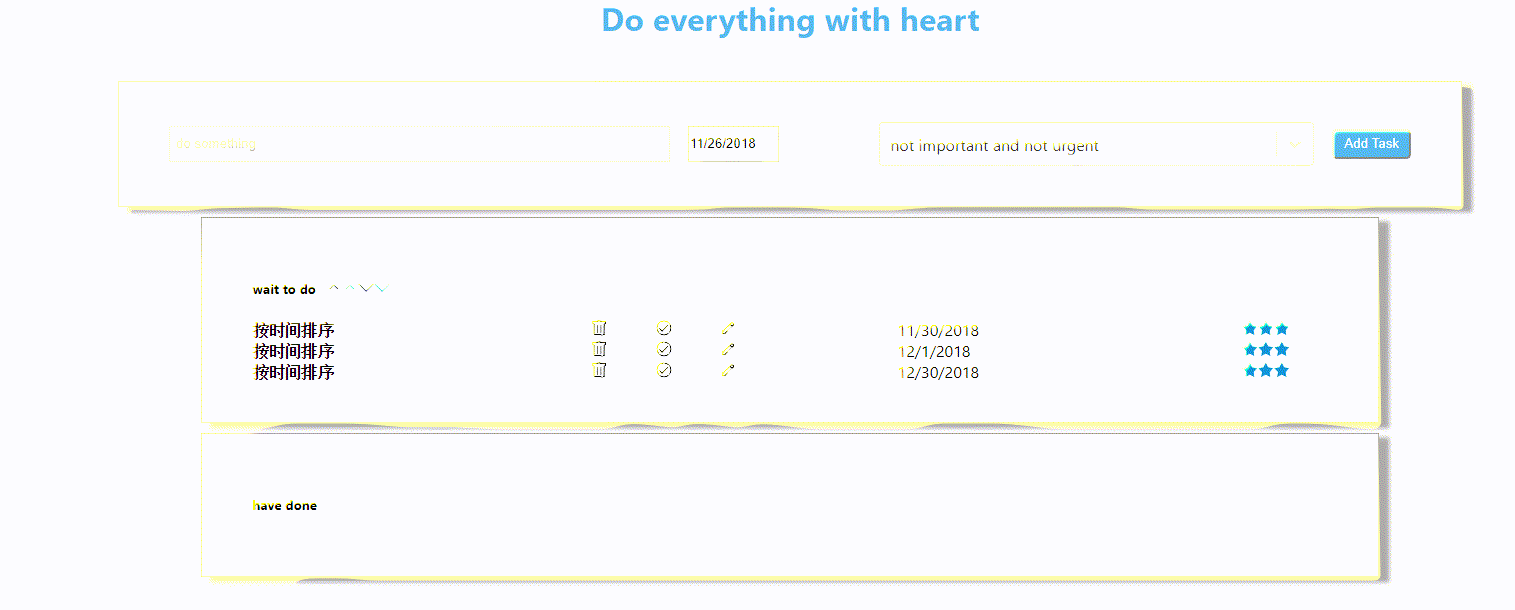 Do everything with heart
do something
11/26/2018
not important and not urgent
Add Task
wait to do
按时间排序 11/30/2018
按时间排序 12/1/2018
按时间排序 12/30/2018
have done